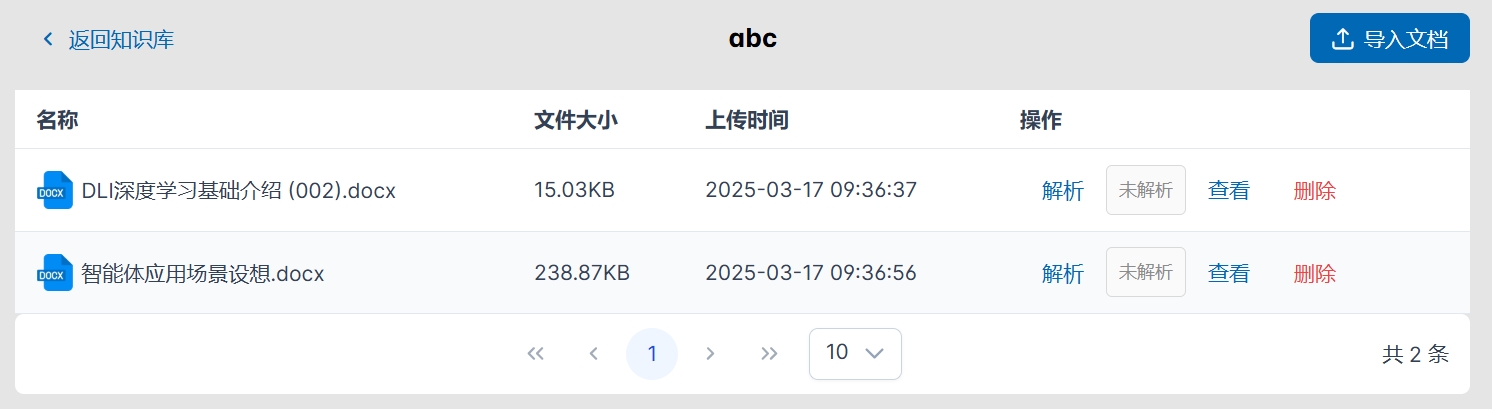 返回知识库 abc 导入文档
名称 文件大小 上传时间 操作
DOCX DLI深度学习基础介绍 (002).docx 15.03KB 2025-03-17 09:36:37 解析 未解析 查看 删除
DOCX 智能体应用场景设想.docx 238.87KB 2025-03-17 09:36:56 解析 未解析 查看 删除
1 10 共 2 条